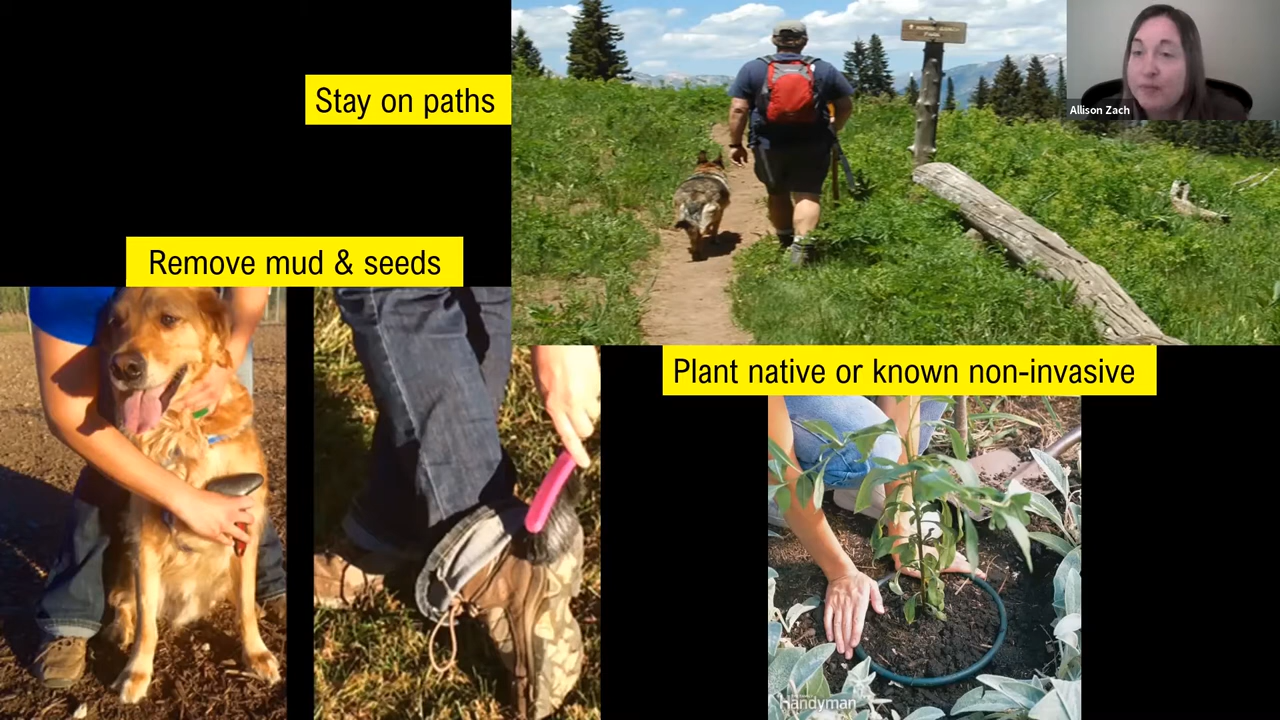 Stay on paths
Allison Zach
Remove mud & seeds
Plant native or known non-invasive
Handyman